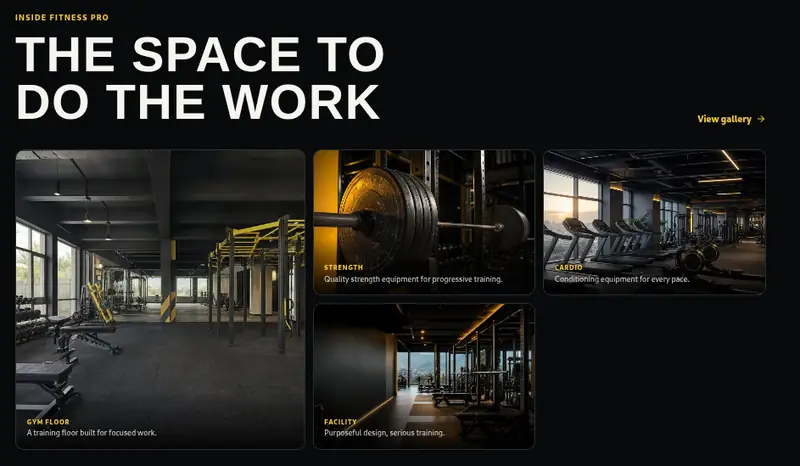 INSIDE FITNESS PRO
THE SPACE TO
DO THE WORK
View gallery →
STRENGTH
Quality strength equipment for progressive training.
CARDIO
Conditioning equipment for every pace.
GYM FLOOR
A training floor built for focused work.
FACILITY
Purposeful design, serious training.